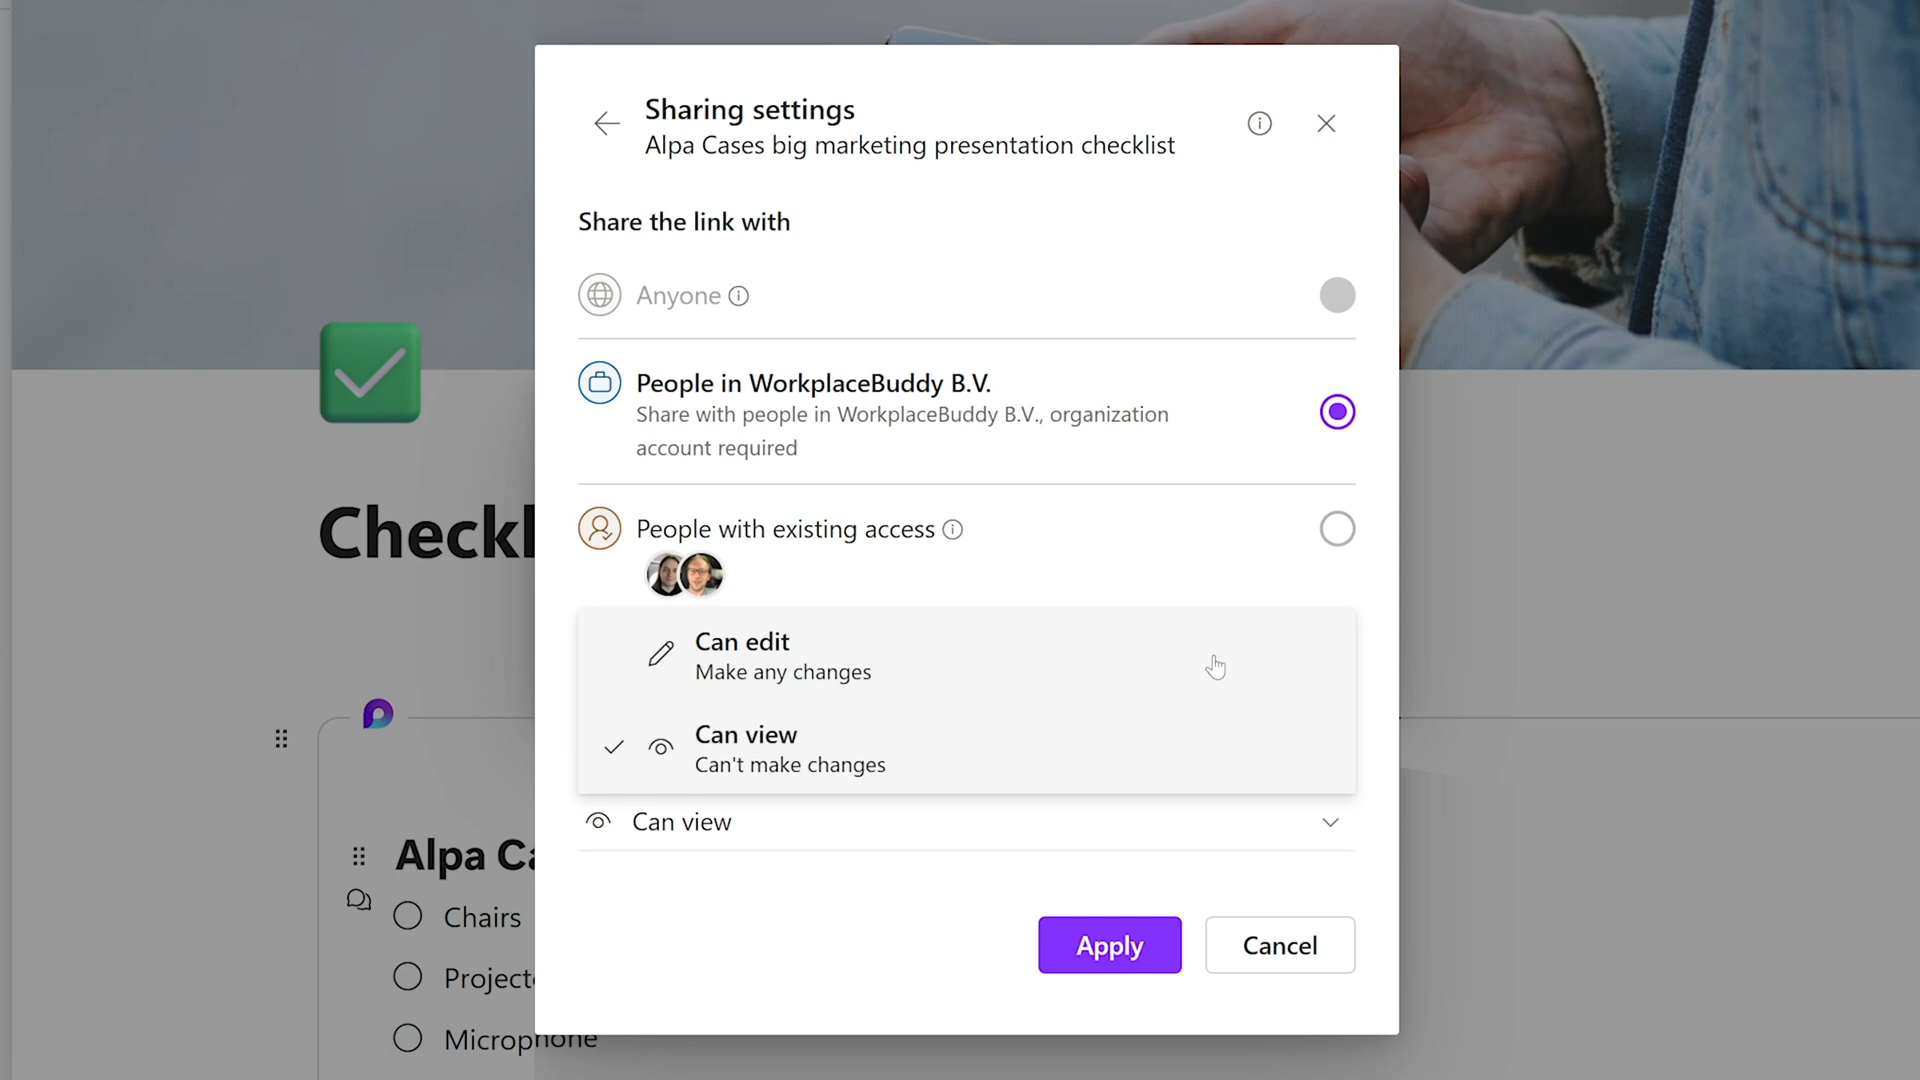 Sharing settings
Alpa Cases big marketing presentation checklist
Share the link with
Anyone
People in WorkplaceBuddy B.V.
Share with people in WorkplaceBuddy B.V., organization
account required
People with existing access
Can edit
Make any changes
Can view
Can't make changes
Can view
Apply
Cancel
Checkl
Alpa Ca
Chairs
Projecto
Microphone